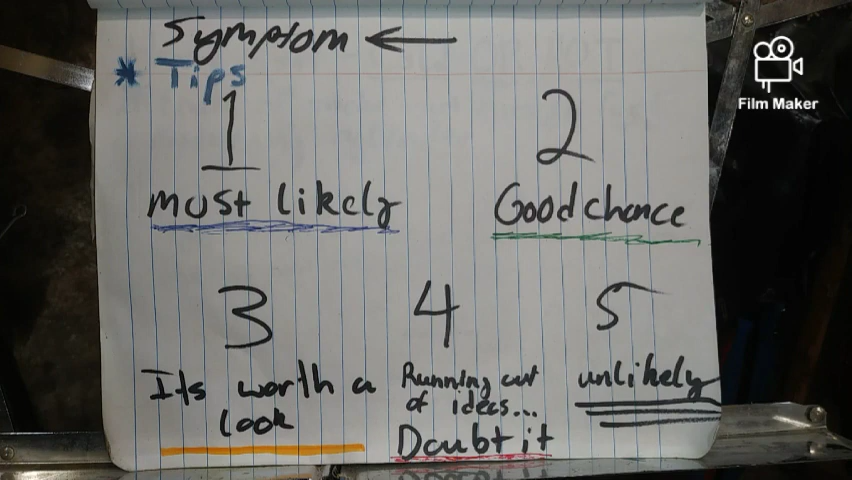 Symptom ←
* Tips
1
must likely
2
Good chance
3
Its worth a
look
4
Running out
of ideas...
Doubt it
5
unlikely
Film Maker